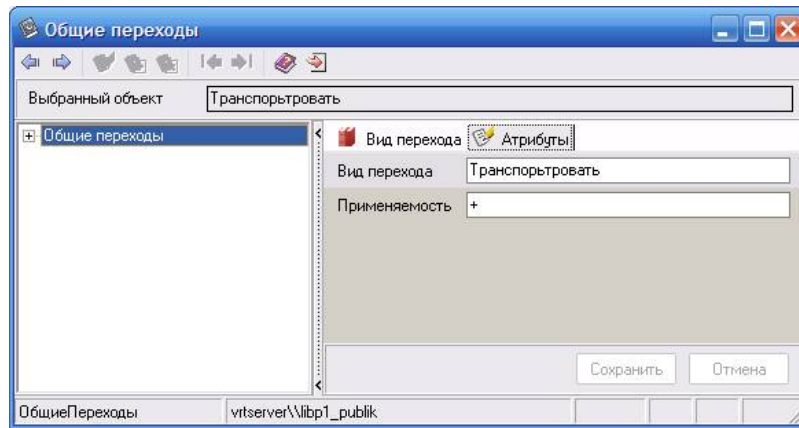 Общие переходы
Выбранный объект Транспорьтровать
Общие переходы
Вид перехода Атрибуты
Вид перехода Транспорьтровать
Применяемость +
Сохранить Отмена
ОбщиеПереходы vrtserver\\libp1_publik